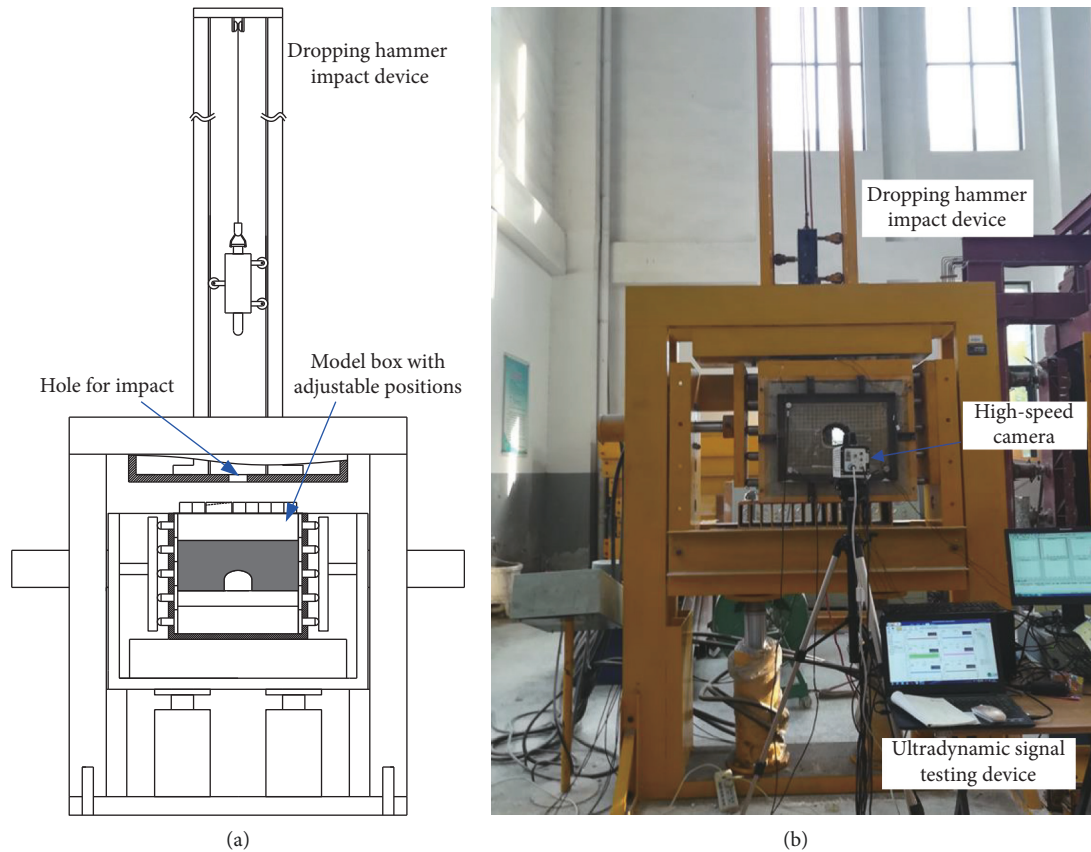 Dropping hammer
impact device
Hole for impact
Model box with
adjustable positions
(a)
Dropping hammer
impact device
High-speed
camera
Ultradynamic signal
testing device
(b)